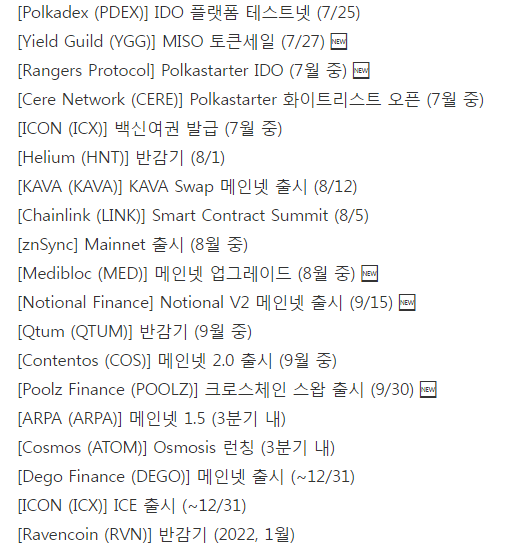 [Polkadex (PDEX)] IDO 플랫폼 테스트넷 (7/25)
[Yield Guild (YGG)] MISO 토큰세일 (7/27) 🆕
[Rangers Protocol] Polkastarter IDO (7월 중) 🆕
[Cere Network (CERE)] Polkastarter 화이트리스트 오픈 (7월 중)
[ICON (ICX)] 백신여권 발급 (7월 중)
[Helium (HNT)] 반감기 (8/1)
[KAVA (KAVA)] KAVA Swap 메인넷 출시 (8/12)
[Chainlink (LINK)] Smart Contract Summit (8/5)
[znSync] Mainnet 출시 (8월 중)
[Medibloc (MED)] 메인넷 업그레이드 (8월 중) 🆕
[Notional Finance] Notional V2 메인넷 출시 (9/15) 🆕
[Qtum (QTUM)] 반감기 (9월 중)
[Contentos (COS)] 메인넷 2.0 출시 (9월 중)
[Poolz Finance (POOLZ)] 크로스체인 스왑 출시 (9/30) 🆕
[ARPA (ARPA)] 메인넷 1.5 (3분기 내)
[Cosmos (ATOM)] Osmosis 런칭 (3분기 내)
[Dego Finance (DEGO)] 메인넷 출시 (~12/31)
[ICON (ICX)] ICE 출시 (~12/31)
[Ravencoin (RVN)] 반감기 (2022, 1월)